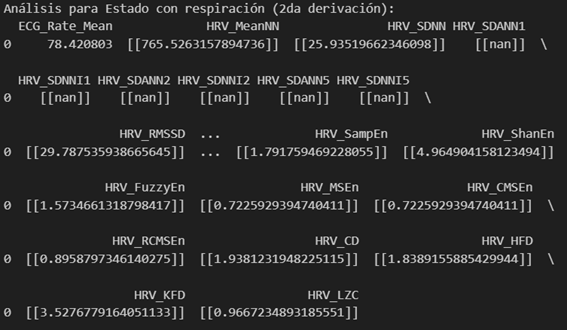 Análisis para Estado con respiración (2da derivación):
ECG_Rate_Mean HRV_MeanNN HRV_SDNN HRV_SDANN1
0 78.420803 [[765.5263157894736]] [[25.93519662346098]] [[nan]] \
HRV_SDNNI1 HRV_SDANN2 HRV_SDNNI2 HRV_SDANN5 HRV_SDNNI5
0 [[nan]] [[nan]] [[nan]] [[nan]] [[nan]] \
HRV_RMSSD ... HRV_SampEn HRV_ShanEn
0 [[29.787535938665645]] ... [[1.791759469228055]] [[4.964904158123494]]
HRV_FuzzyEn HRV_MSEn HRV_CMSEn
0 [[1.5734661318798417]] [[0.7225929394740411]] [[0.7225929394740411]] \
HRV_RCMSEn HRV_CD HRV_HFD
0 [[0.8958797346140275]] [[1.9381231948225115]] [[1.8389155885429944]] \
HRV_KFD HRV_LZC
0 [[3.5276779164051133]] [[0.9667234893185551]]